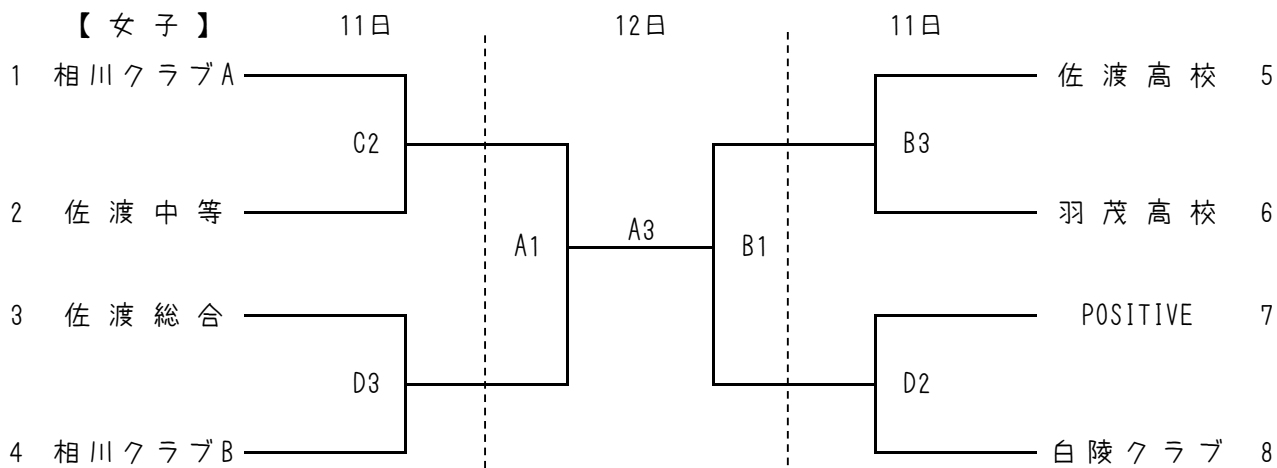 【女子】 11日 12日 11日
1 相川クラブA 佐渡高校 5
C2 B3
2 佐渡中等 羽茂高校 6
A1 A3 B1
3 佐渡総合 POSITIVE 7
D3 D2
4 相川クラブB 白陵クラブ 8